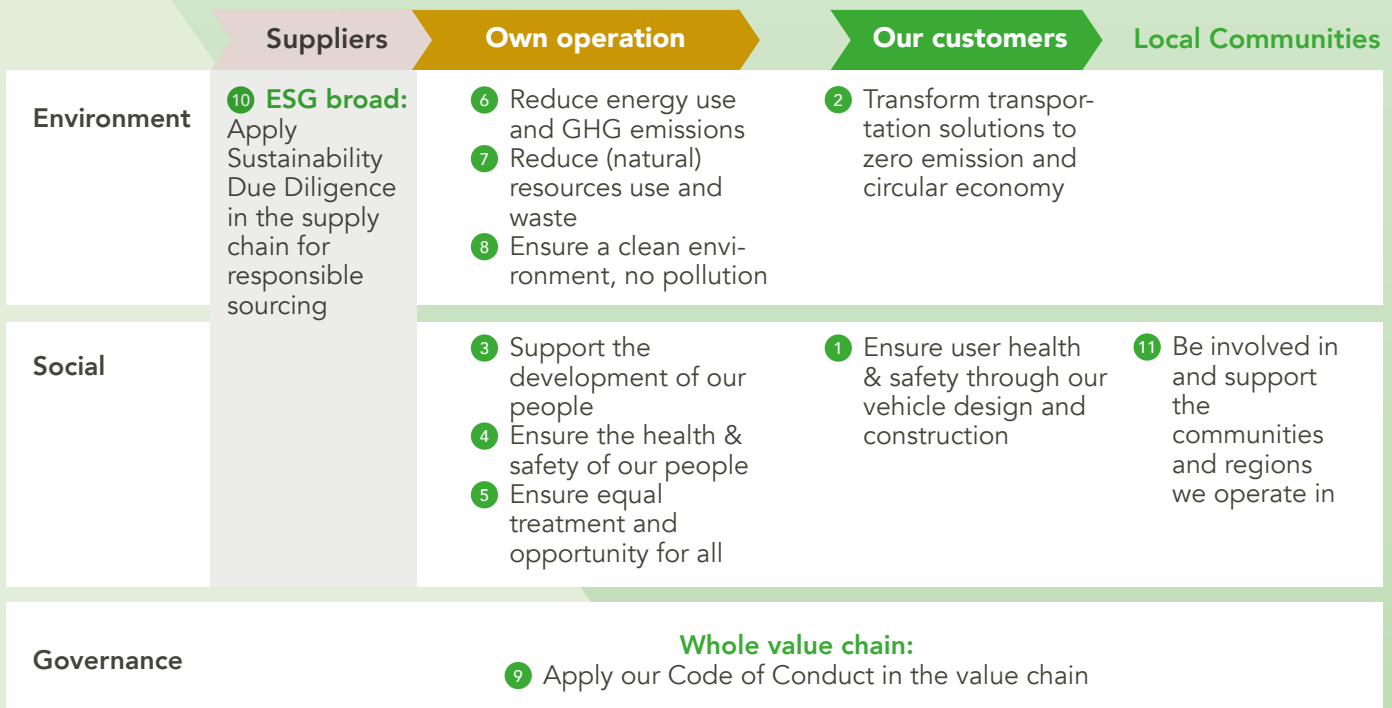 Suppliers
Own operation
Our customers
Local Communities
Environment
10 ESG broad:
Apply
Sustainability
Due Diligence
in the supply
chain for
responsible
sourcing
6 Reduce energy use
and GHG emissions
7 Reduce (natural)
resources use and
waste
8 Ensure a clean envi-
ronment, no pollution
2 Transform transpor-
tation solutions to
zero emission and
circular economy
Social
3 Support the
development of our
people
4 Ensure the health &
safety of our people
5 Ensure equal
treatment and
opportunity for all
1 Ensure user health
& safety through our
vehicle design and
construction
11 Be involved in
and support
the
communities
and regions
we operate in
Governance
Whole value chain:
9 Apply our Code of Conduct in the value chain